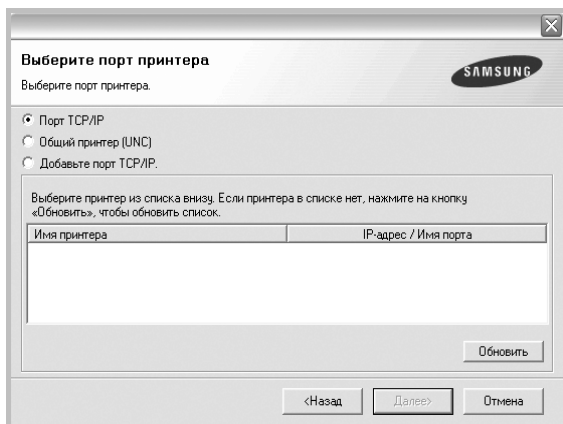 Выберите порт принтера
Выберите порт принтера.
SAMSUNG
Порт TCP/IP
Общий принтер (UNC)
Добавьте порт TCP/IP.
Выберите принтер из списка внизу. Если принтера в списке нет, нажмите на кнопку
«Обновить», чтобы обновить список.
Имя принтера IP-адрес / Имя порта
Обновить
<Назад Далее> Отмена